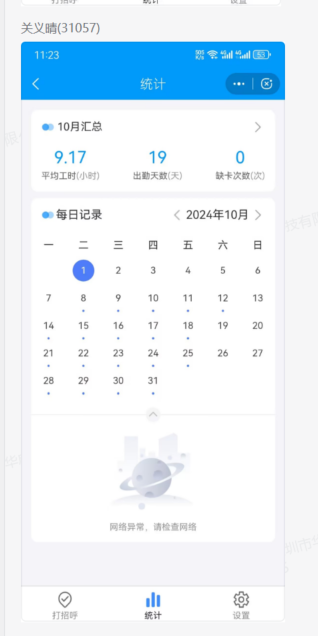 打招呼 统计 设置
关义晴(31057)
11:23
统计
10月汇总
9.17 19 0
平均工时(小时) 出勤天数(天) 缺卡次数(次)
每日记录 2024年10月
一 二 三 四 五 六 日
1 2 3 4 5 6
7 8 9 10 11 12 13
14 15 16 17 18 19 20
21 22 23 24 25 26 27
28 29 30 31
网络异常，请检查网络
打招呼 统计 设置